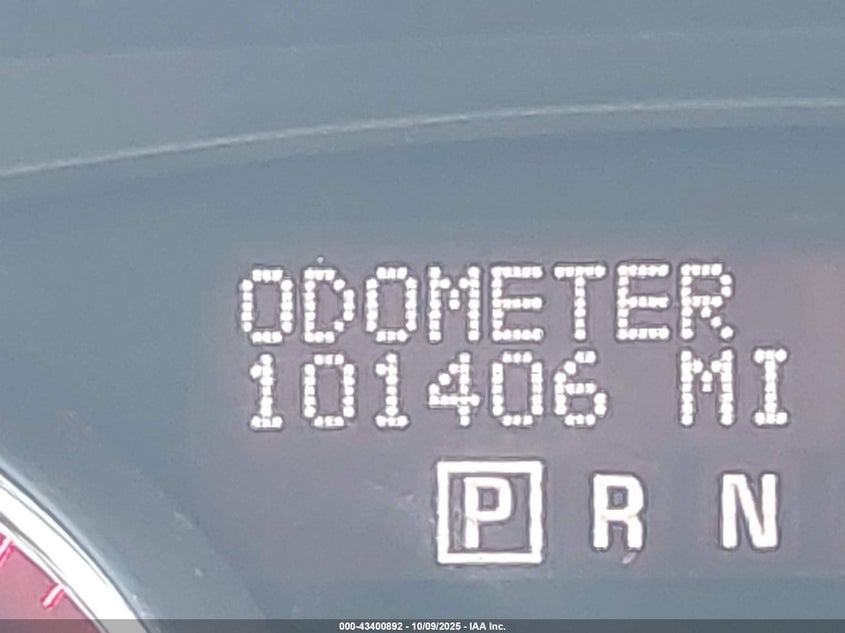 ODOMETER
101406 MI
P R N
000-43400892 - 10/09/2025 - IAA Inc.